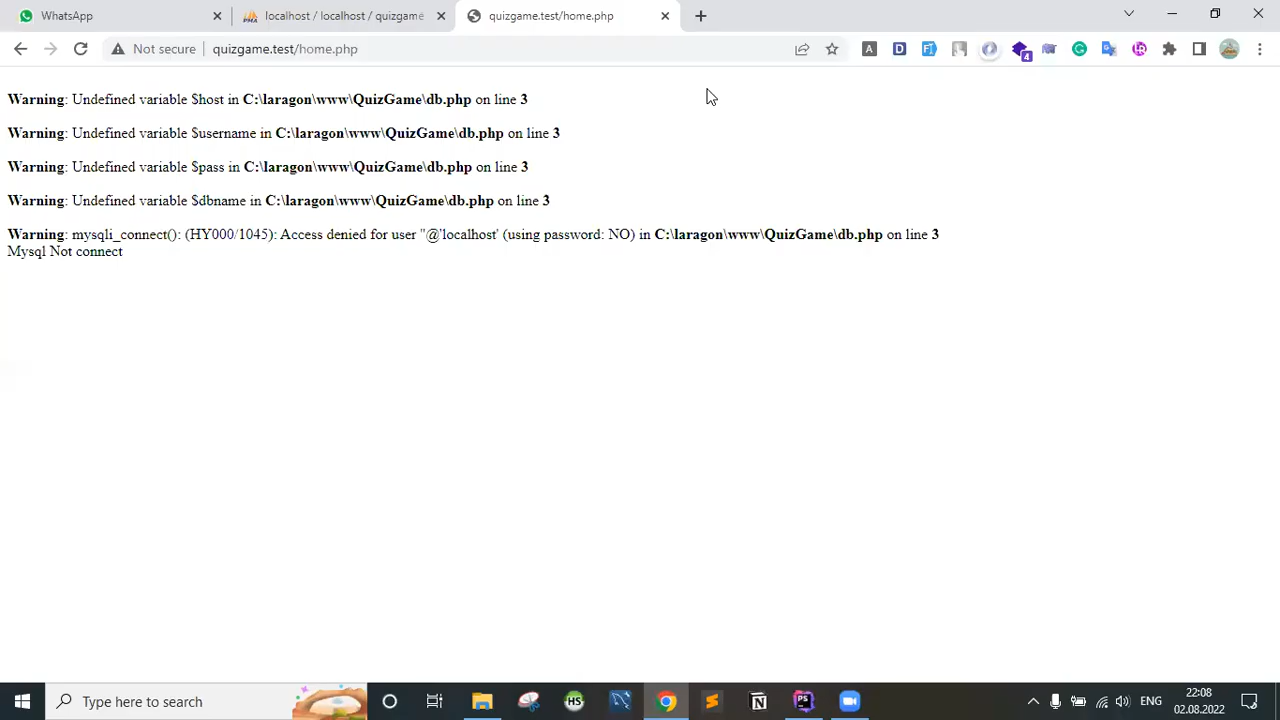 WhatsApp
PMA localhost / localhost / quizgame
quizgame.test/home.php
Not secure
quizgame.test/home.php
4
Warning: Undefined variable $host in C:\laragon\www\QuizGame\db.php on line 3
Warning: Undefined variable $username in C:\laragon\www\QuizGame\db.php on line 3
Warning: Undefined variable $pass in C:\laragon\www\QuizGame\db.php on line 3
Warning: Undefined variable $dbname in C:\laragon\www\QuizGame\db.php on line 3
Warning: mysqli_connect(): (HY000/1045): Access denied for user ''@'localhost' (using password: NO) in C:\laragon\www\QuizGame\db.php on line 3
Mysql Not connect
Type here to search
HS
PS
ENG
22:08
02.08.2022